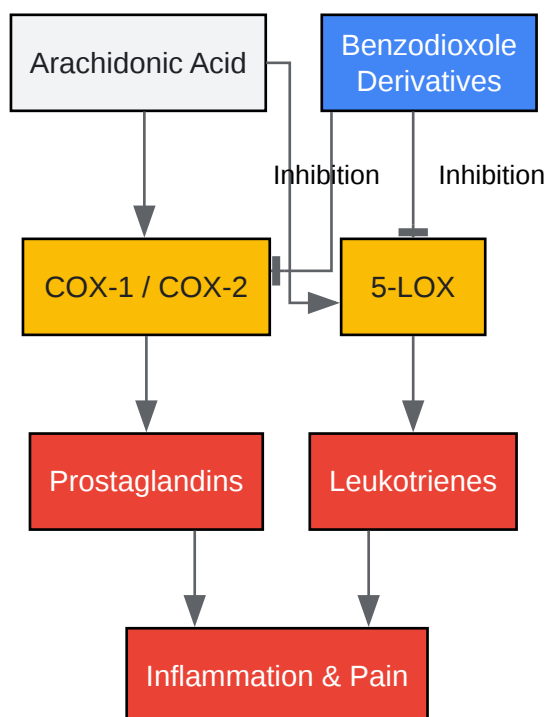 Arachidonic Acid
Benzodioxole
Derivatives
Inhibition
Inhibition
COX-1 / COX-2
5-LOX
Prostaglandins
Leukotrienes
Inflammation & Pain